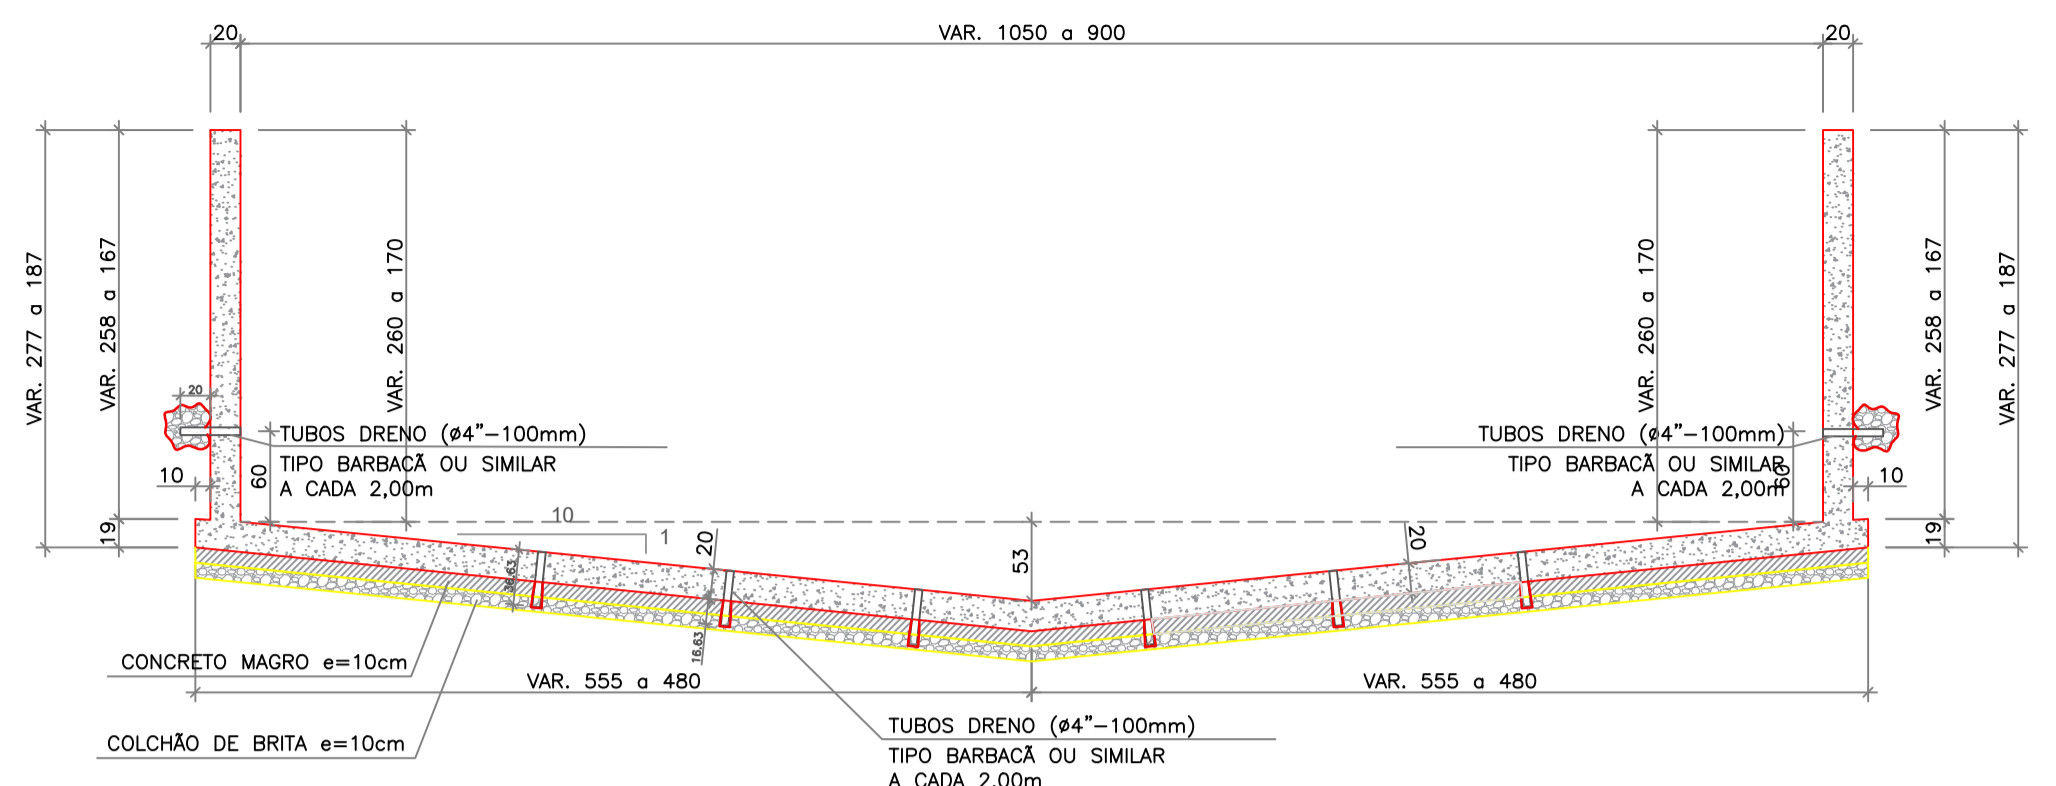 20
VAR. 1050 a 900
20
VAR. 277 a 187
VAR. 258 a 167
VAR. 260 a 170
VAR. 260 a 170
VAR. 258 a 167
VAR. 277 a 187
20
TUBOS DRENO (ø4"-100mm)
TIPO BARBACÃ OU SIMILAR
A CADA 2,00m
TUBOS DRENO (ø4"-100mm)
TIPO BARBACÃ OU SIMILAR
A CADA 2,00m
10
60
60
10
19
10
1
20
53
20
19
36.63
16.63
CONCRETO MAGRO e=10cm
VAR. 555 a 480
VAR. 555 a 480
COLCHÃO DE BRITA e=10cm
TUBOS DRENO (ø4"-100mm)
TIPO BARBACÃ OU SIMILAR
A CADA 2,00m